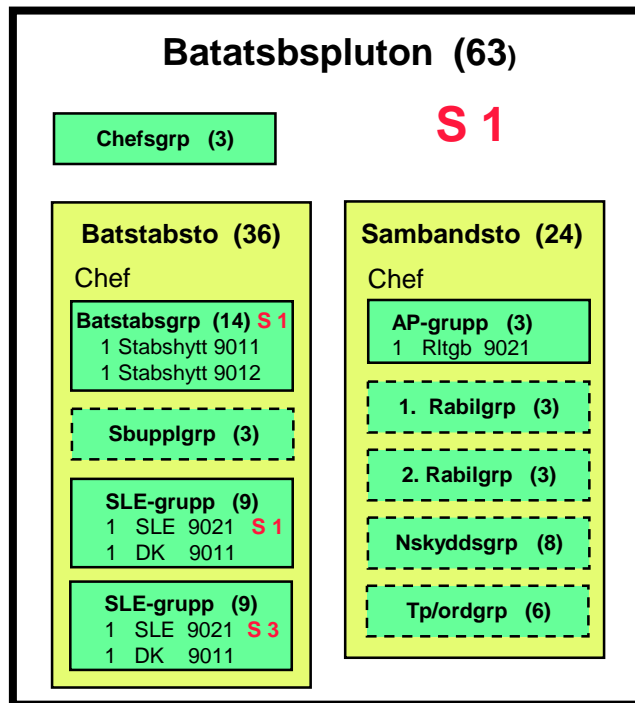 Batatsbspluton (63)
S 1
Chefsgrp (3)
Batstabsto (36)
Chef
Batstabsgrp (14) S 1
1 Stabshytt 9011
1 Stabshytt 9012
Sbupplgrp (3)
SLE-grupp (9)
1 SLE 9021 S 1
1 DK 9011
SLE-grupp (9)
1 SLE 9021 S 3
1 DK 9011
Sambandsto (24)
Chef
AP-grupp (3)
1 Rltgb 9021
1. Rabilgrp (3)
2. Rabilgrp (3)
Nskyddsgrp (8)
Tp/ordgrp (6)